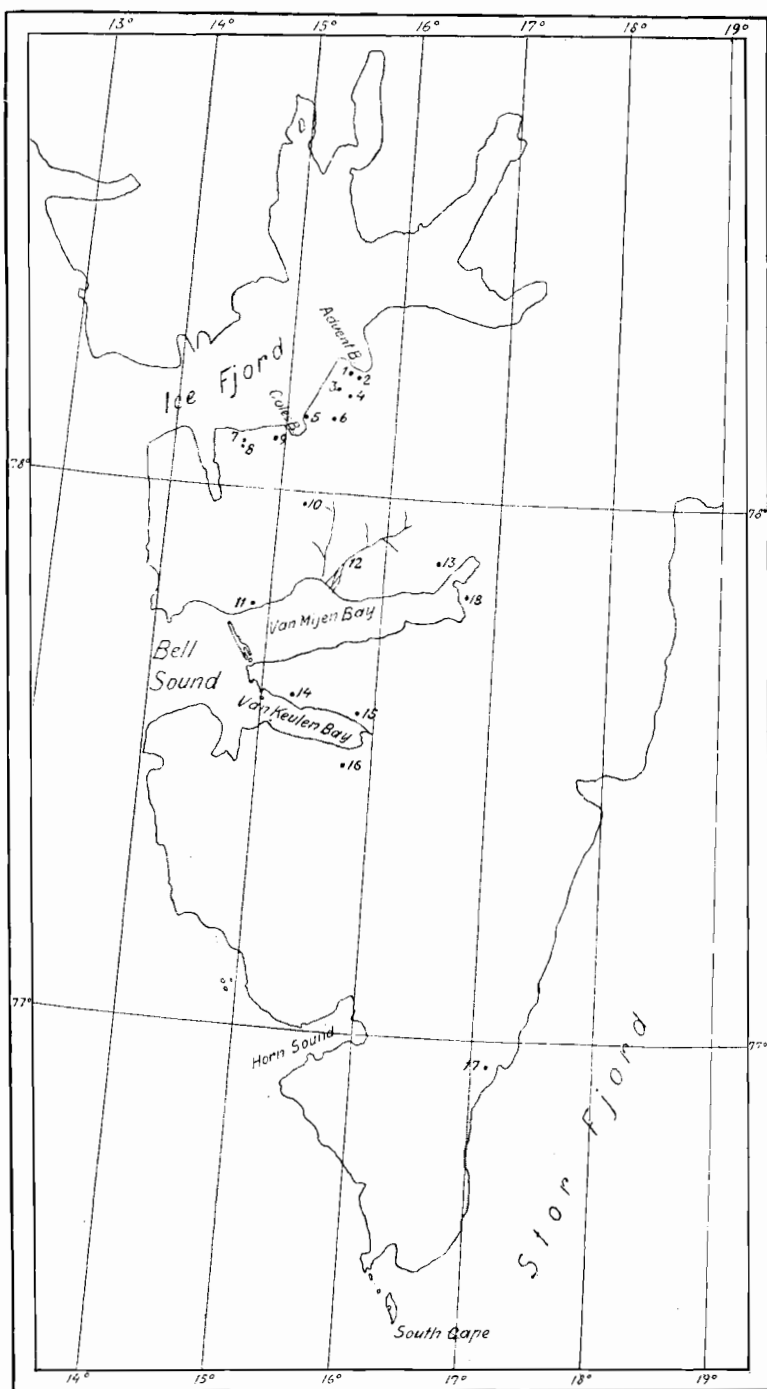 13° 14° 15° 16° 17° 18° 19°
Advent B.
1 2
3 4
Ice Fjord
Coles B.
5 6
7 9
8
78°
78°
10
12 13
11 18
Van Mijen Bay
Bell
Sound
14
Van Keulen Bay 15
16
77°
77°
Horn Sound
17
Stor Fjord
South Cape
14° 15° 16° 17° 18° 19°